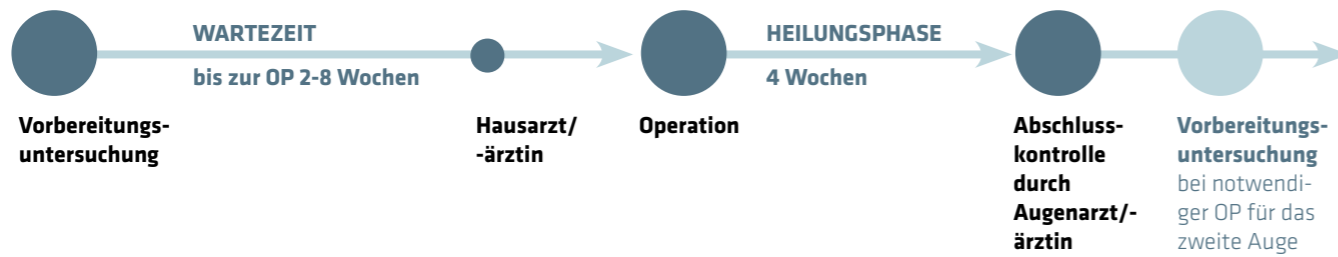 WARTEZEIT
bis zur OP 2-8 Wochen
HEILUNGSPHASE
4 Wochen
Vorbereitungs-
untersuchung
Hausarzt/
-ärztin
Operation
Abschluss-
kontrolle
durch
Augenarzt/-
ärztin
Vorbereitungs-
untersuchung
bei notwendi-
ger OP für das
zweite Auge